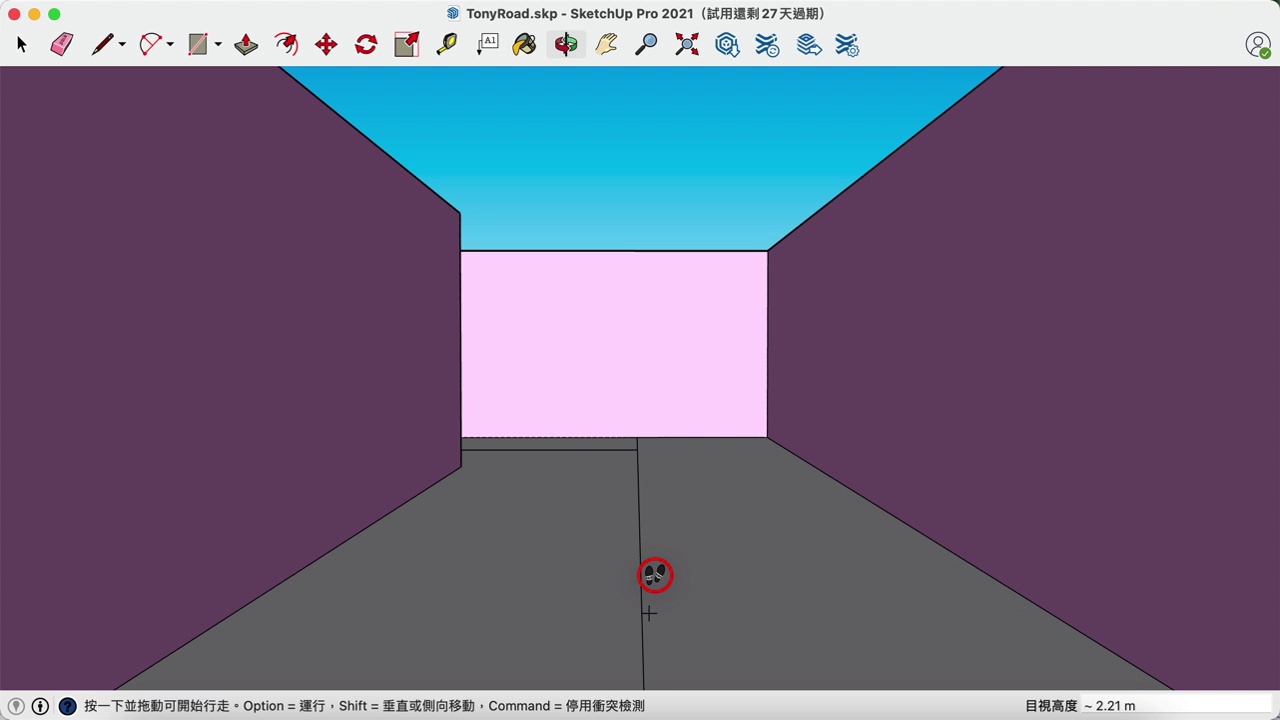 TonyRoad.skp - SketchUp Pro 2021（試用還剩 27 天過期）
A1
按一下並拖動可開始行走。Option = 運行，Shift = 垂直或側向移動，Command = 停用衝突檢測
目視高度 ~ 2.21 m